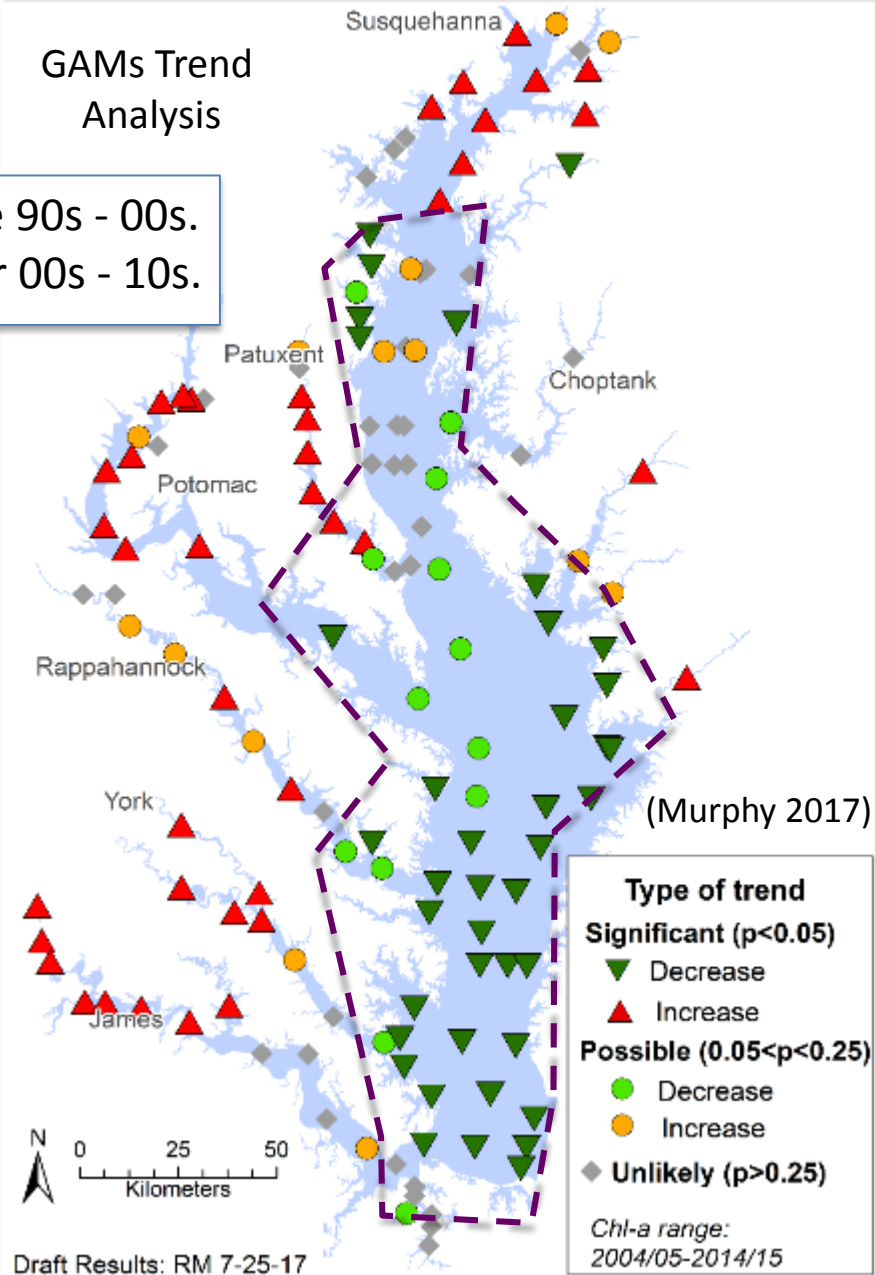 Susquehanna
GAMs Trend
Analysis
e 90s - 00s.
r 00s - 10s.
Patuxent
Choptank
Potomac
Rappahannock
York
(Murphy 2017)
James
Type of trend
Significant (p<0.05)
Decrease
Increase
Possible (0.05<p<0.25)
Decrease
Increase
Unlikely (p>0.25)
Chl-a range:
2004/05-2014/15
N
0 25 50
Kilometers
Draft Results: RM 7-25-17